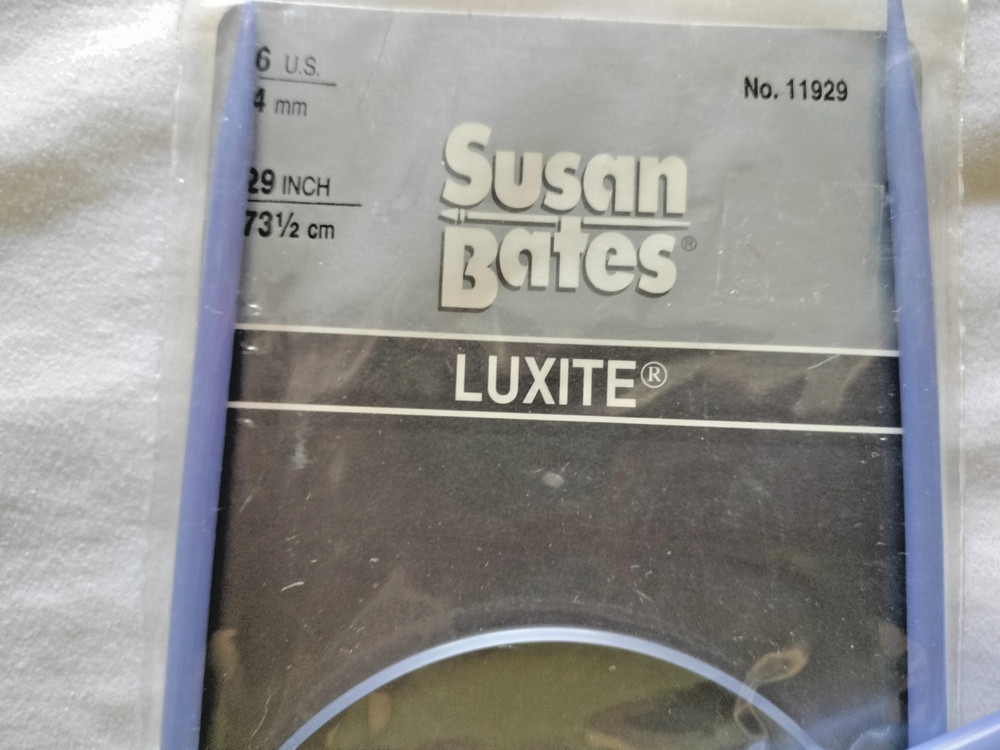 6 U.S.
4 mm
29 INCH
73½ cm
No. 11929
Susan
Bates®
LUXITE®